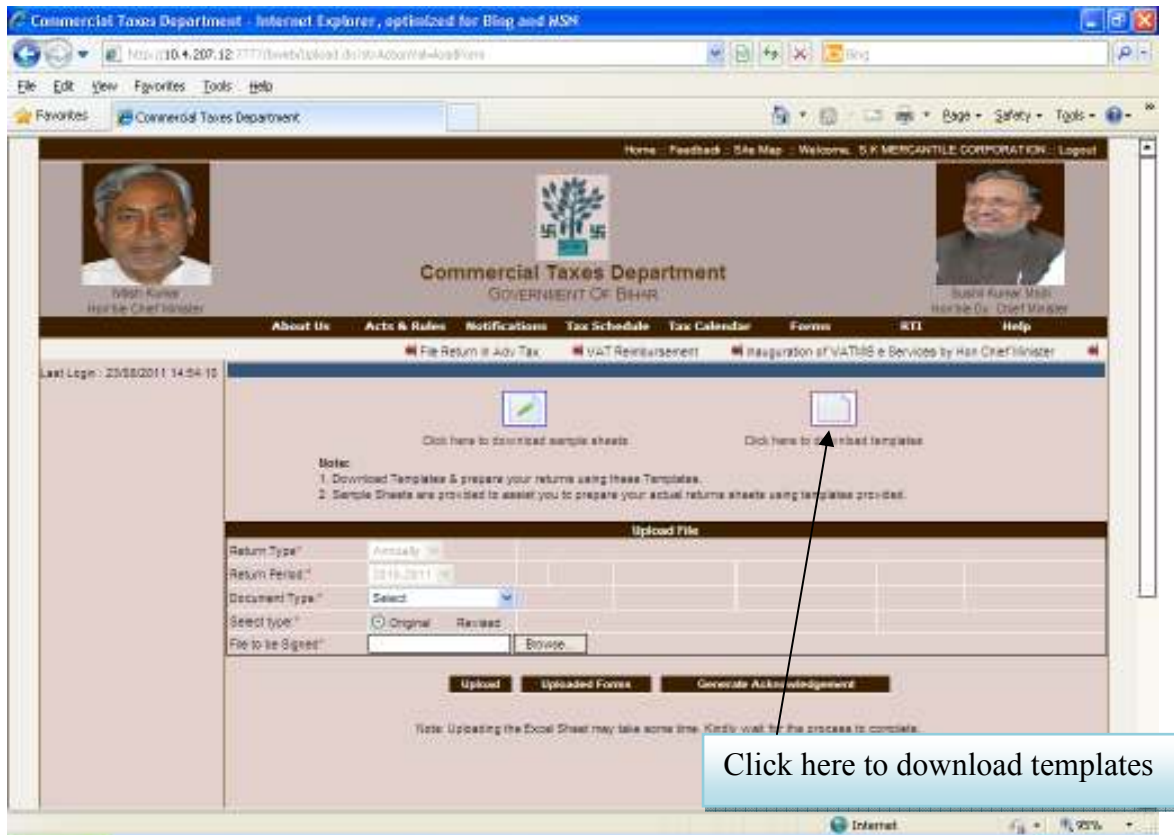 Commercial Taxes Department - Internet Explorer, optimized for Bing and MSN
Bing
File Edit View Favorites Tools Help
Favorites Commercial Taxes Department Page Safety Tools
Home :: Feedback :: Site Map :: Welcome, S.K MERCANTILE CORPORATION :: Logout
Commercial Taxes Department
GOVERNMENT OF BIHAR
Nitish Kumar
Hon'ble Chief Minister
Sushil Kumar Modi
Hon'ble Dy. Chief Minister
About Us Acts & Rules Notifications Tax Schedule Tax Calendar Forms RTI Help
File Return in Adv Tax VAT Reimbursement Inauguration of VATMIS e Services by Hon Chief Minister
Last Login : 23/08/2011 14:54:10
Click here to download sample sheets Click here to download templates
Note:
1. Download Templates & prepare your returns using these Templates.
2. Sample Sheets are provided to assist you to prepare your actual returns sheets using templates provided.
Upload File
Return Type* Annually
Return Period:* 2010-2011
Document Type:* Select
Select type:* Original Revised
File to be Signed* Browse...
Upload Uploaded Forms Generate Acknowledgement
Note: Uploading the Excel Sheet may take some time. Kindly wait for the process to complete.
Click here to download templates
Internet 95%